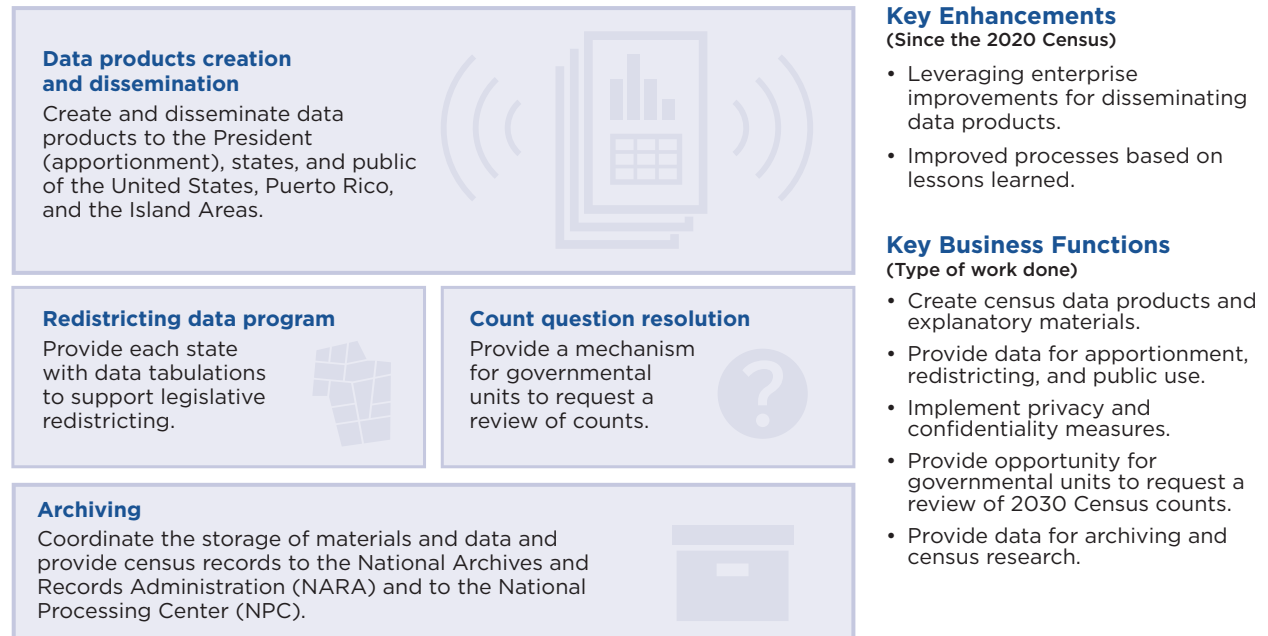 Data products creation
and dissemination
Create and disseminate data
products to the President
(apportionment), states, and public
of the United States, Puerto Rico,
and the Island Areas.
Redistricting data program
Provide each state
with data tabulations
to support legislative
redistricting.
Count question resolution
Provide a mechanism
for governmental
units to request a
review of counts.
?
Archiving
Coordinate the storage of materials and data and
provide census records to the National Archives and
Records Administration (NARA) and to the National
Processing Center (NPC).
Key Enhancements
(Since the 2020 Census)
• Leveraging enterprise
improvements for disseminating
data products.
• Improved processes based on
lessons learned.
Key Business Functions
(Type of work done)
• Create census data products and
explanatory materials.
• Provide data for apportionment,
redistricting, and public use.
• Implement privacy and
confidentiality measures.
• Provide opportunity for
governmental units to request a
review of 2030 Census counts.
• Provide data for archiving and
census research.